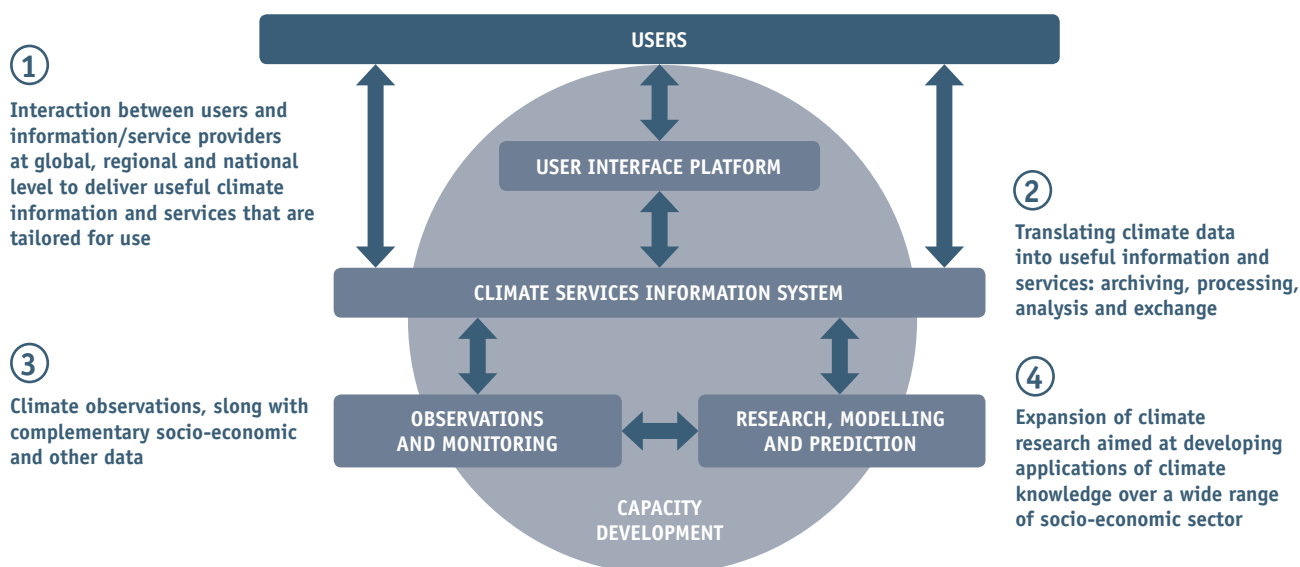 USERS
1
Interaction between users and
information/service providers
at global, regional and national
level to deliver useful climate
information and services that are
tailored for use
USER INTERFACE PLATFORM
2
Translating climate data
into useful information and
services: archiving, processing,
analysis and exchange
CLIMATE SERVICES INFORMATION SYSTEM
3
Climate observations, slong with
complementary socio-economic
and other data
OBSERVATIONS
AND MONITORING
RESEARCH, MODELLING
AND PREDICTION
4
Expansion of climate
research aimed at developing
applications of climate
knowledge over a wide range
of socio-economic sector
CAPACITY
DEVELOPMENT